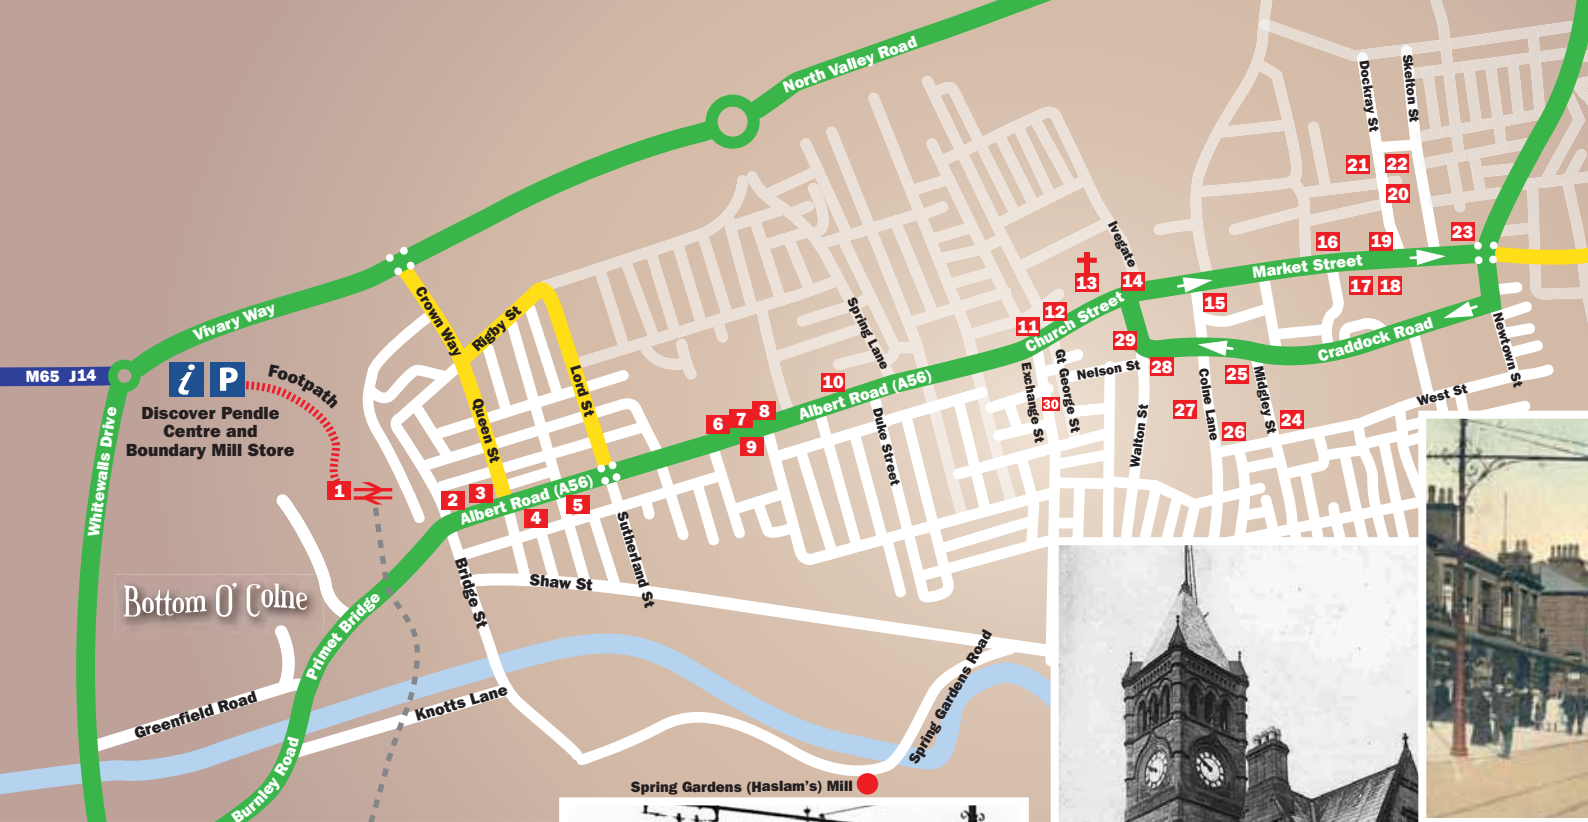 North Valley Road
Dockray St
Skelton St
21
22
20
Ivegate
16
19
23
Market Street
13
14
17
18
15
Vivary Way
Crown Way
Rigby St
Spring Lane
11
12
Church Street
29
28
Craddock Road
Newtown St
M65 J14
i P
Footpath
Discover Pendle
Centre and
Boundary Mill Store
Whitewalls Drive
Queen St
Lord St
10
Albert Road (A56)
6
7
8
9
Duke Street
Exchange St
Gt George St
30
Nelson St
Walton St
27
Colne Lane
25
Midgley St
26
24
West St
1
2
3
Albert Road (A56)
4
5
Sutherland St
Bridge St
Shaw St
Bottom O' Colne
Primet Bridge
Greenfield Road
Knotts Lane
Burnley Road
Spring Gardens Road
Spring Gardens (Haslam's) Mill